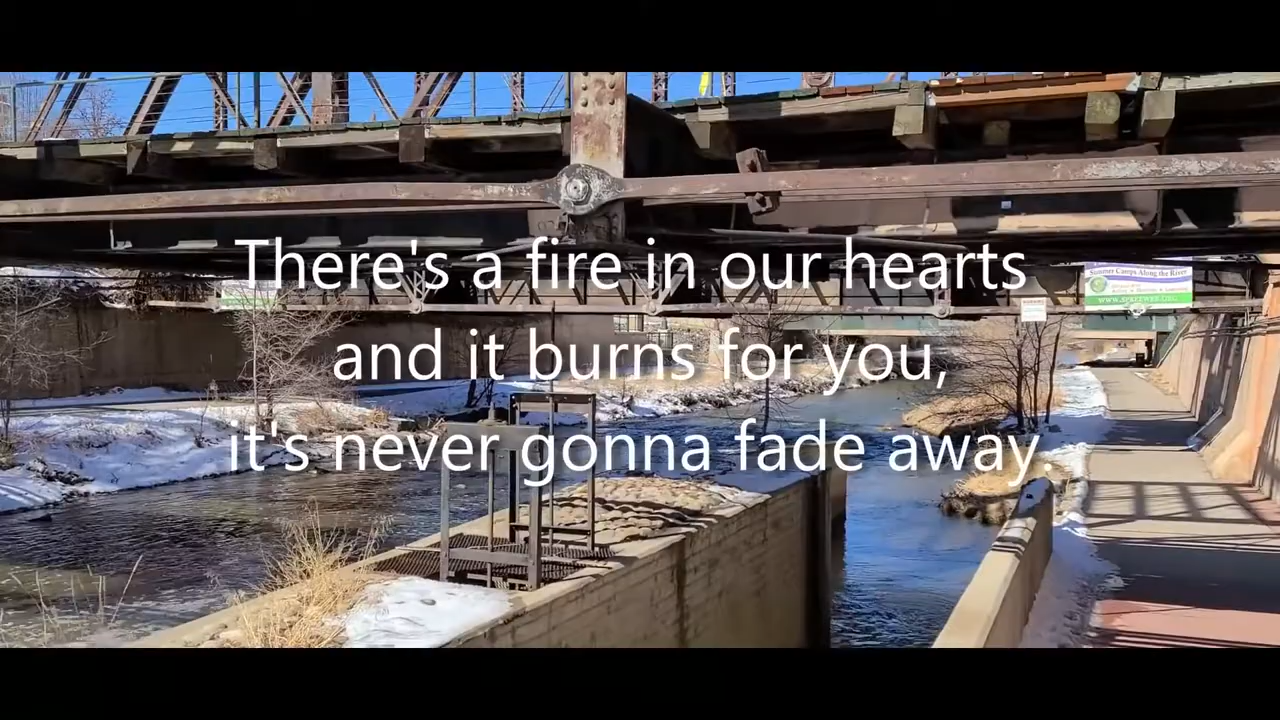 There's a fire in our hearts
and it burns for you,
it's never gonna fade away.
Summer Camps Along the River
WWW.SPREEWEB.ORG